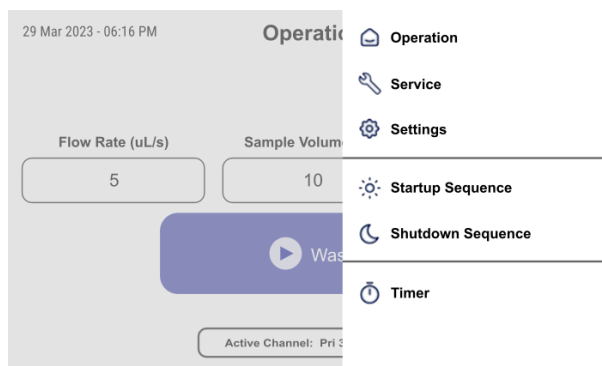 29 Mar 2023 - 06:16 PM
Operatic
Flow Rate (uL/s)
Sample Volum
5
10
Was
Active Channel: Pri 3
Operation
Service
Settings
Startup Sequence
Shutdown Sequence
Timer